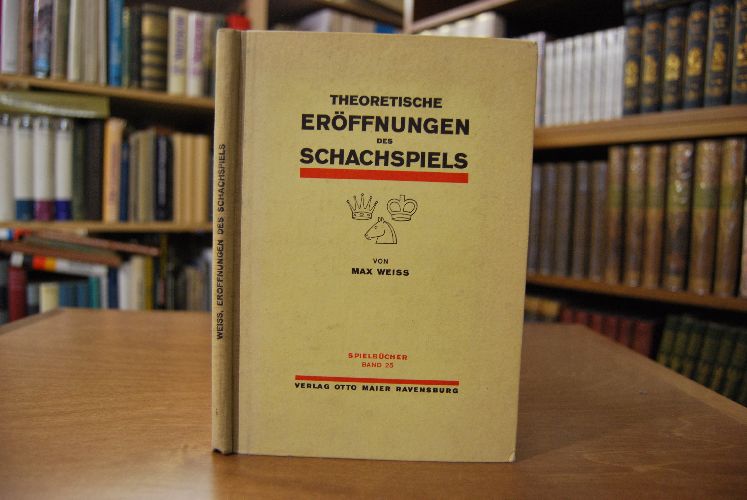 WEISS, ERÖFFNUNGEN DES SCHACHSPIELS
THEORETISCHE
ERÖFFNUNGEN
DES
SCHACHSPIELS
VON
MAX WEISS
SPIELBÜCHER
BAND 25
VERLAG OTTO MAIER RAVENSBURG